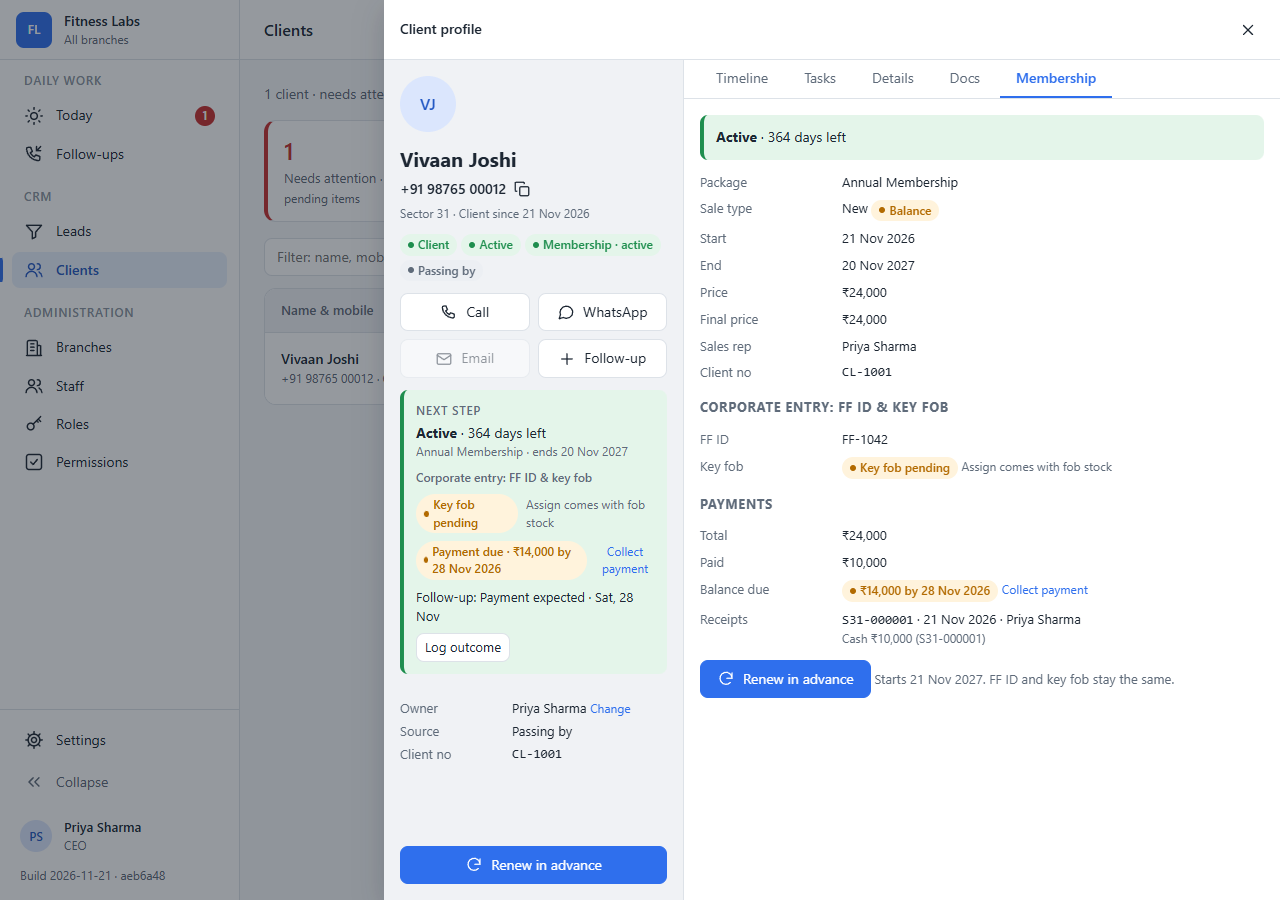 FL
Fitness Labs
All branches
DAILY WORK
Today
1
Follow-ups
CRM
Leads
Clients
ADMINISTRATION
Branches
Staff
Roles
Permissions
Settings
Collapse
PS
Priya Sharma
CEO
Build 2026-11-21 · aeb6a48
Clients
1 client · needs atte
1
Needs attention ·
pending items
Filter: name, mob
Name & mobile
Vivaan Joshi
+91 98765 00012 ·
Client profile
VJ
Vivaan Joshi
+91 98765 00012
Sector 31 · Client since 21 Nov 2026
Client
Active
Membership · active
Passing by
Call
WhatsApp
Email
Follow-up
NEXT STEP
Active · 364 days left
Annual Membership · ends 20 Nov 2027
Corporate entry: FF ID & key fob
Key fob
pending
Assign comes with fob
stock
Payment due · ₹14,000 by
28 Nov 2026
Collect
payment
Follow-up: Payment expected · Sat, 28
Nov
Log outcome
Owner Priya Sharma Change
Source Passing by
Client no CL-1001
Renew in advance
Timeline Tasks Details Docs Membership
Active · 364 days left
Package Annual Membership
Sale type New Balance
Start 21 Nov 2026
End 20 Nov 2027
Price ₹24,000
Final price ₹24,000
Sales rep Priya Sharma
Client no CL-1001
CORPORATE ENTRY: FF ID & KEY FOB
FF ID FF-1042
Key fob Key fob pending Assign comes with fob stock
PAYMENTS
Total ₹24,000
Paid ₹10,000
Balance due ₹14,000 by 28 Nov 2026 Collect payment
Receipts S31-000001 · 21 Nov 2026 · Priya Sharma
Cash ₹10,000 (S31-000001)
Renew in advance Starts 21 Nov 2027. FF ID and key fob stay the same.